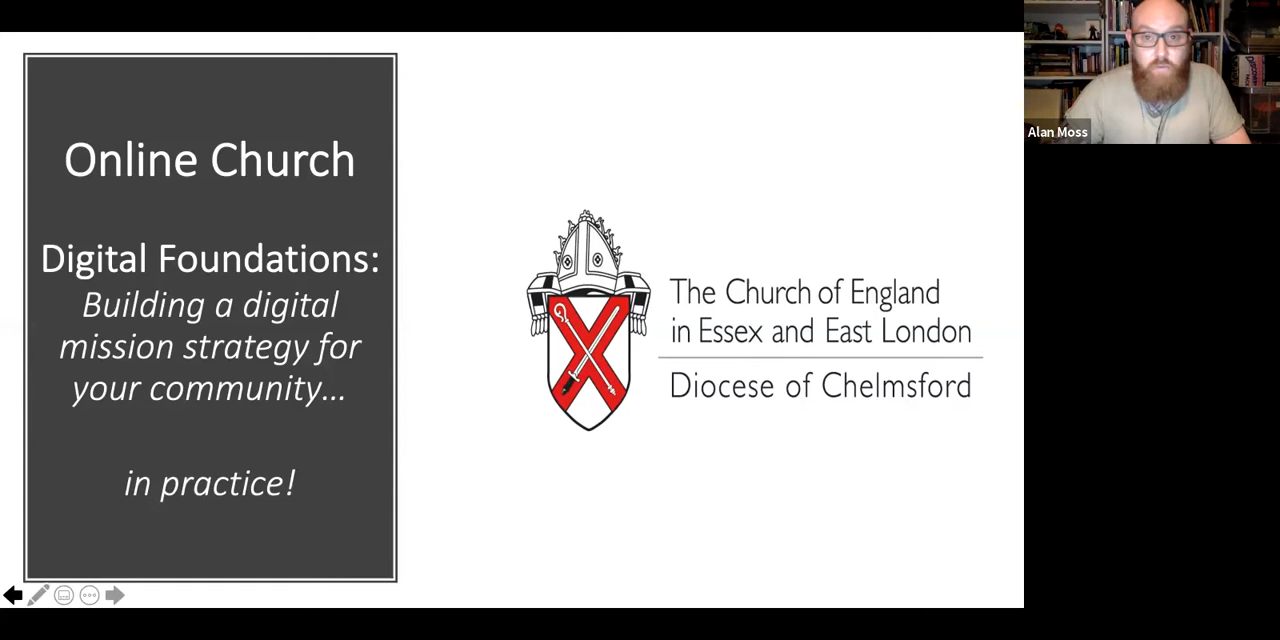 Online Church
Digital Foundations:
Building a digital
mission strategy for
your community...
in practice!
The Church of England
in Essex and East London
Diocese of Chelmsford
Alan Moss